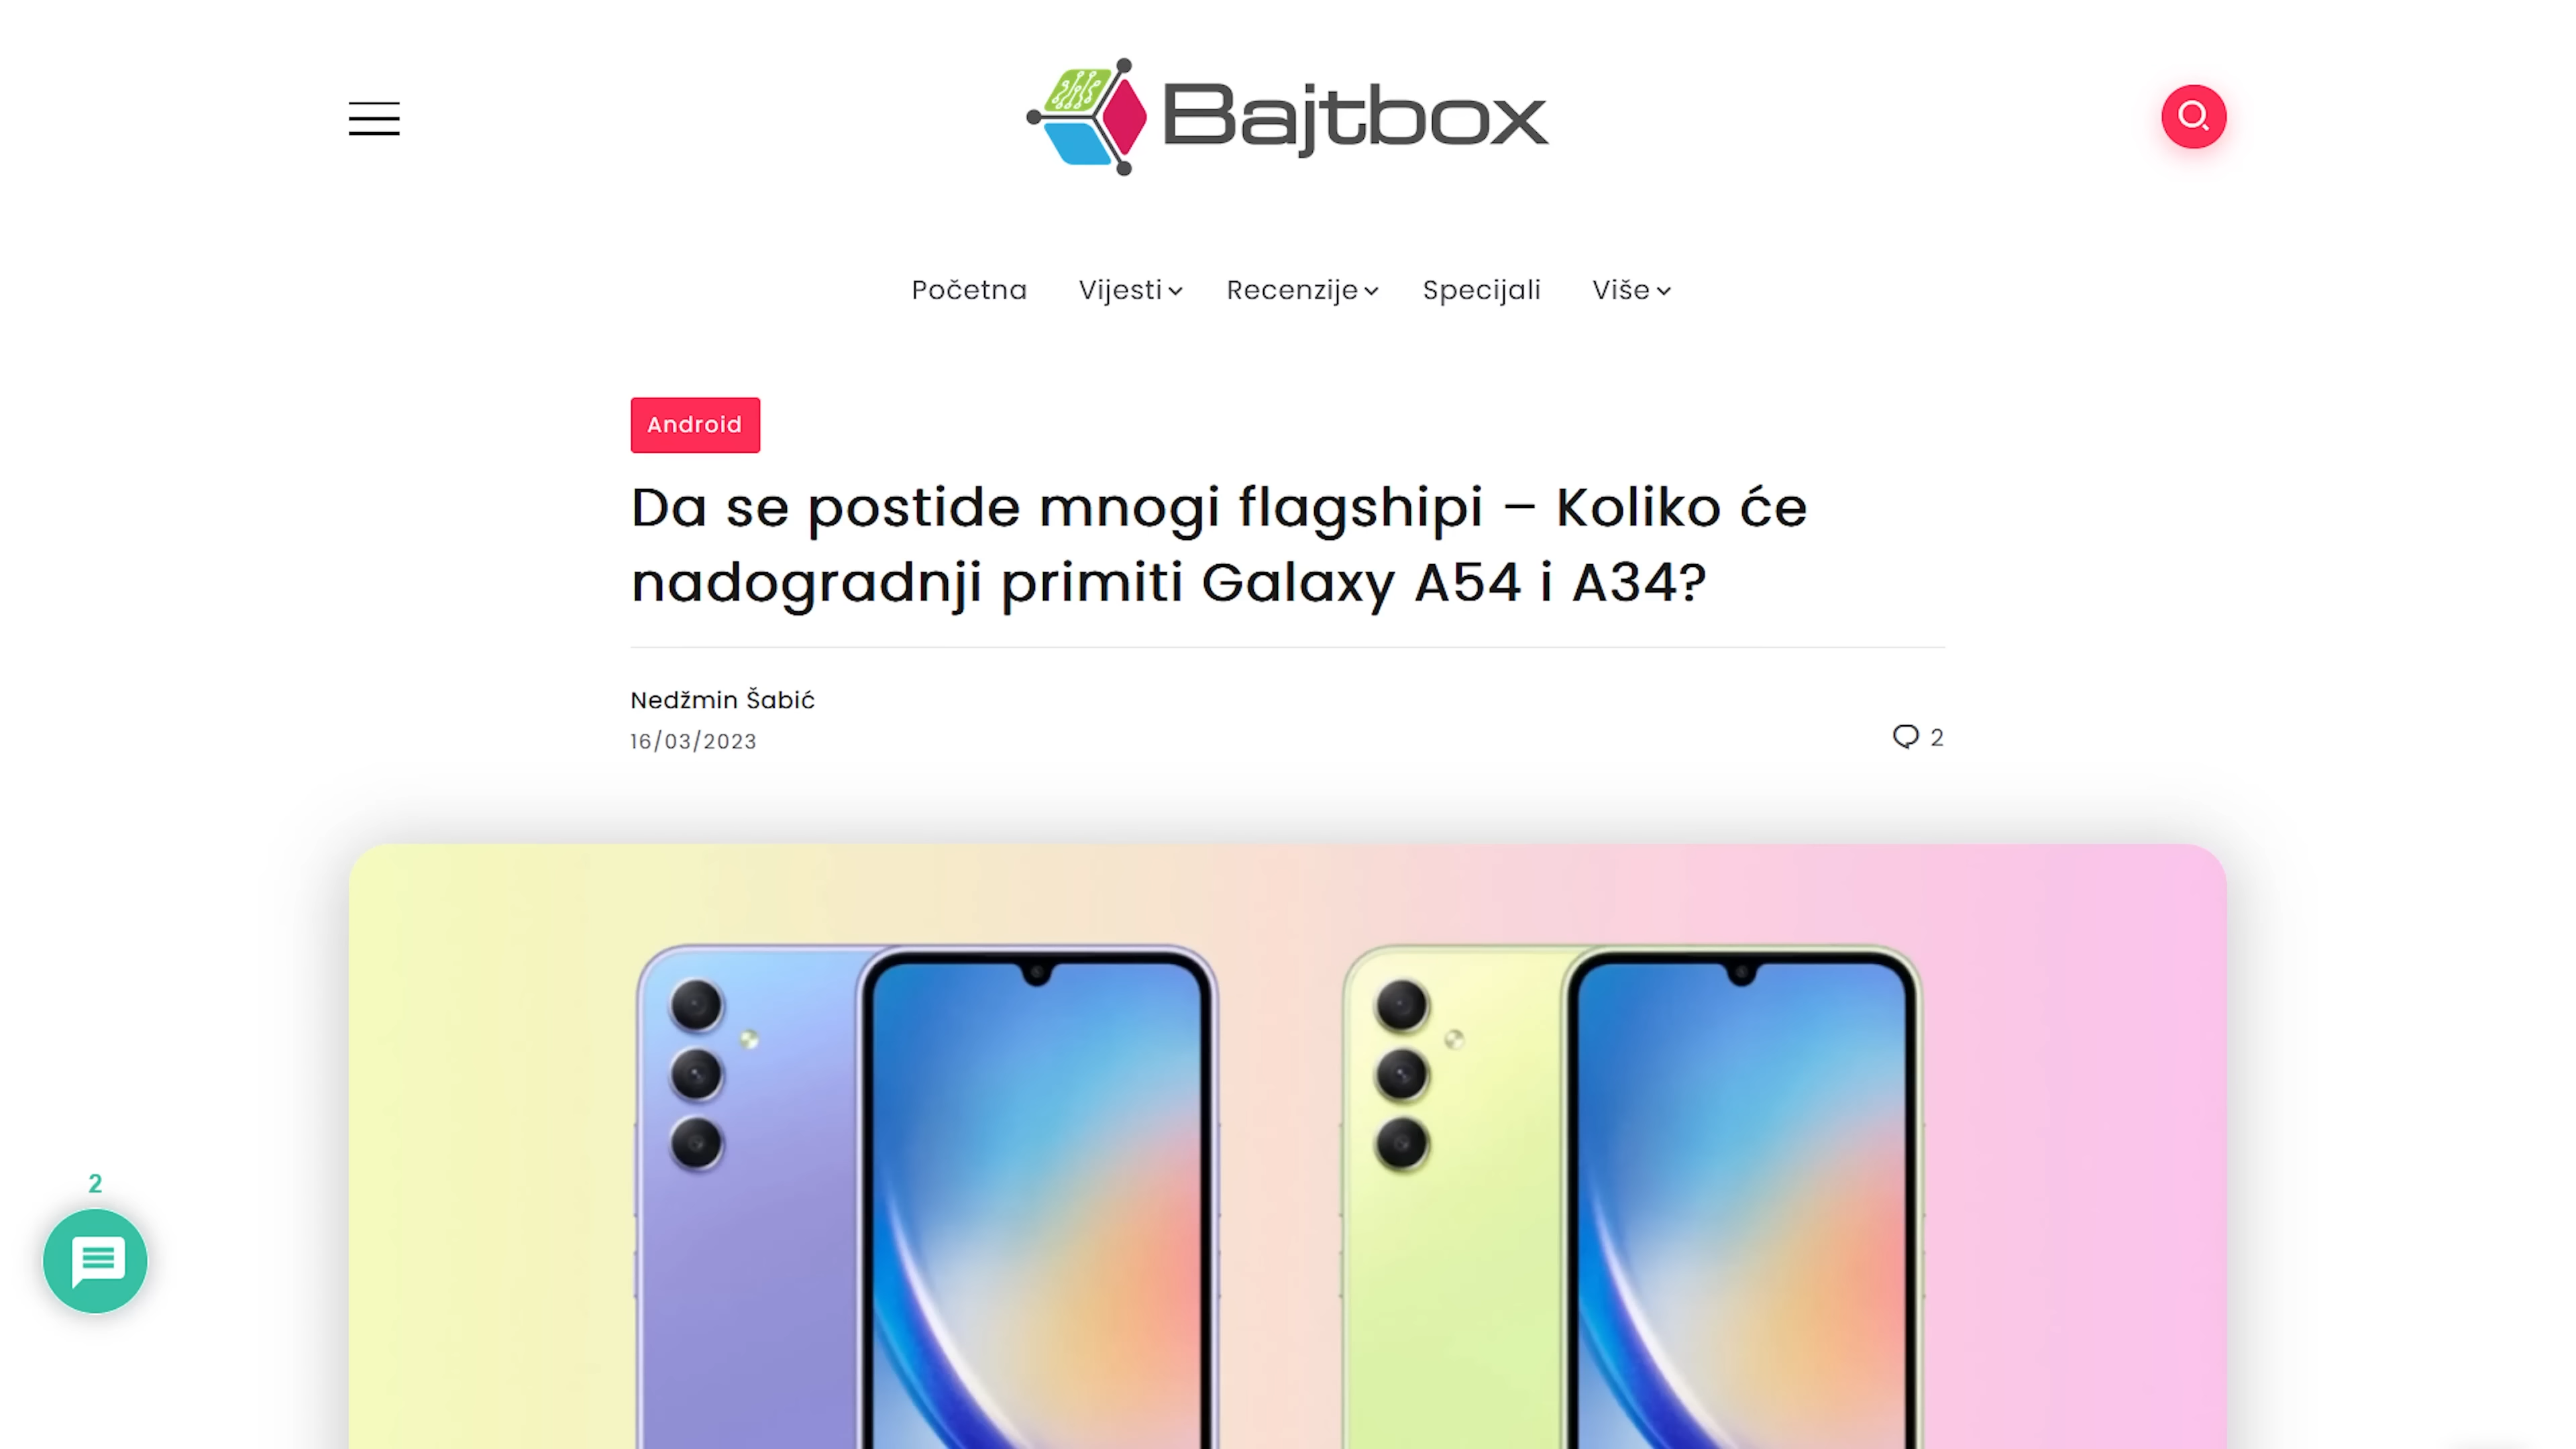 Bajtbox
Početna Vijesti Recenzije Specijali Više
Android
Da se postide mnogi flagshipi – Koliko će
nadogradnji primiti Galaxy A54 i A34?
Nedžmin Šabić
16/03/2023
2
2